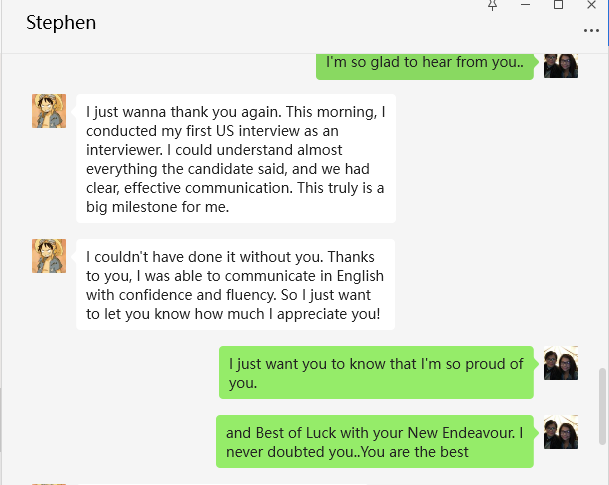 Stephen
I'm so glad to hear from you..
I just wanna thank you again. This morning, I
conducted my first US interview as an
interviewer. I could understand almost
everything the candidate said, and we had
clear, effective communication. This truly is a
big milestone for me.
I couldn't have done it without you. Thanks
to you, I was able to communicate in English
with confidence and fluency. So I just want
to let you know how much I appreciate you!
I just want you to know that I'm so proud of
you.
and Best of Luck with your New Endeavour. I
never doubted you..You are the best